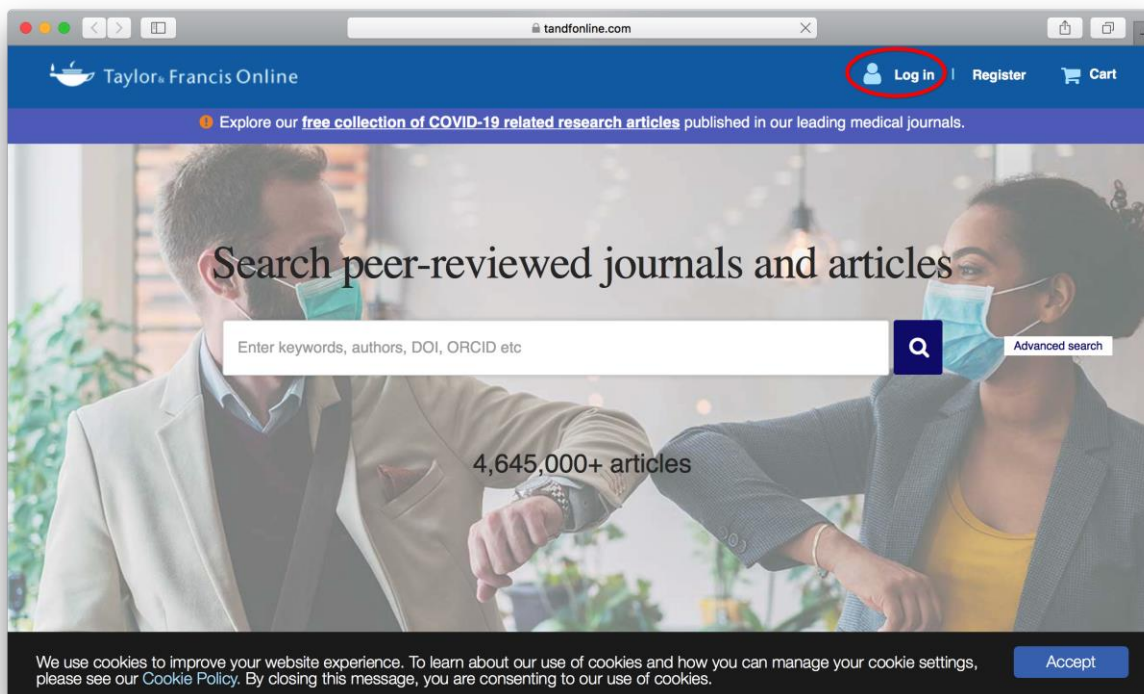 tandfonline.com
Taylor & Francis Online
Log in | Register Cart
Explore our free collection of COVID-19 related research articles published in our leading medical journals.
Search peer-reviewed journals and articles
Enter keywords, authors, DOI, ORCID etc
Advanced search
4,645,000+ articles
We use cookies to improve your website experience. To learn about our use of cookies and how you can manage your cookie settings,
please see our Cookie Policy. By closing this message, you are consenting to our use of cookies.
Accept